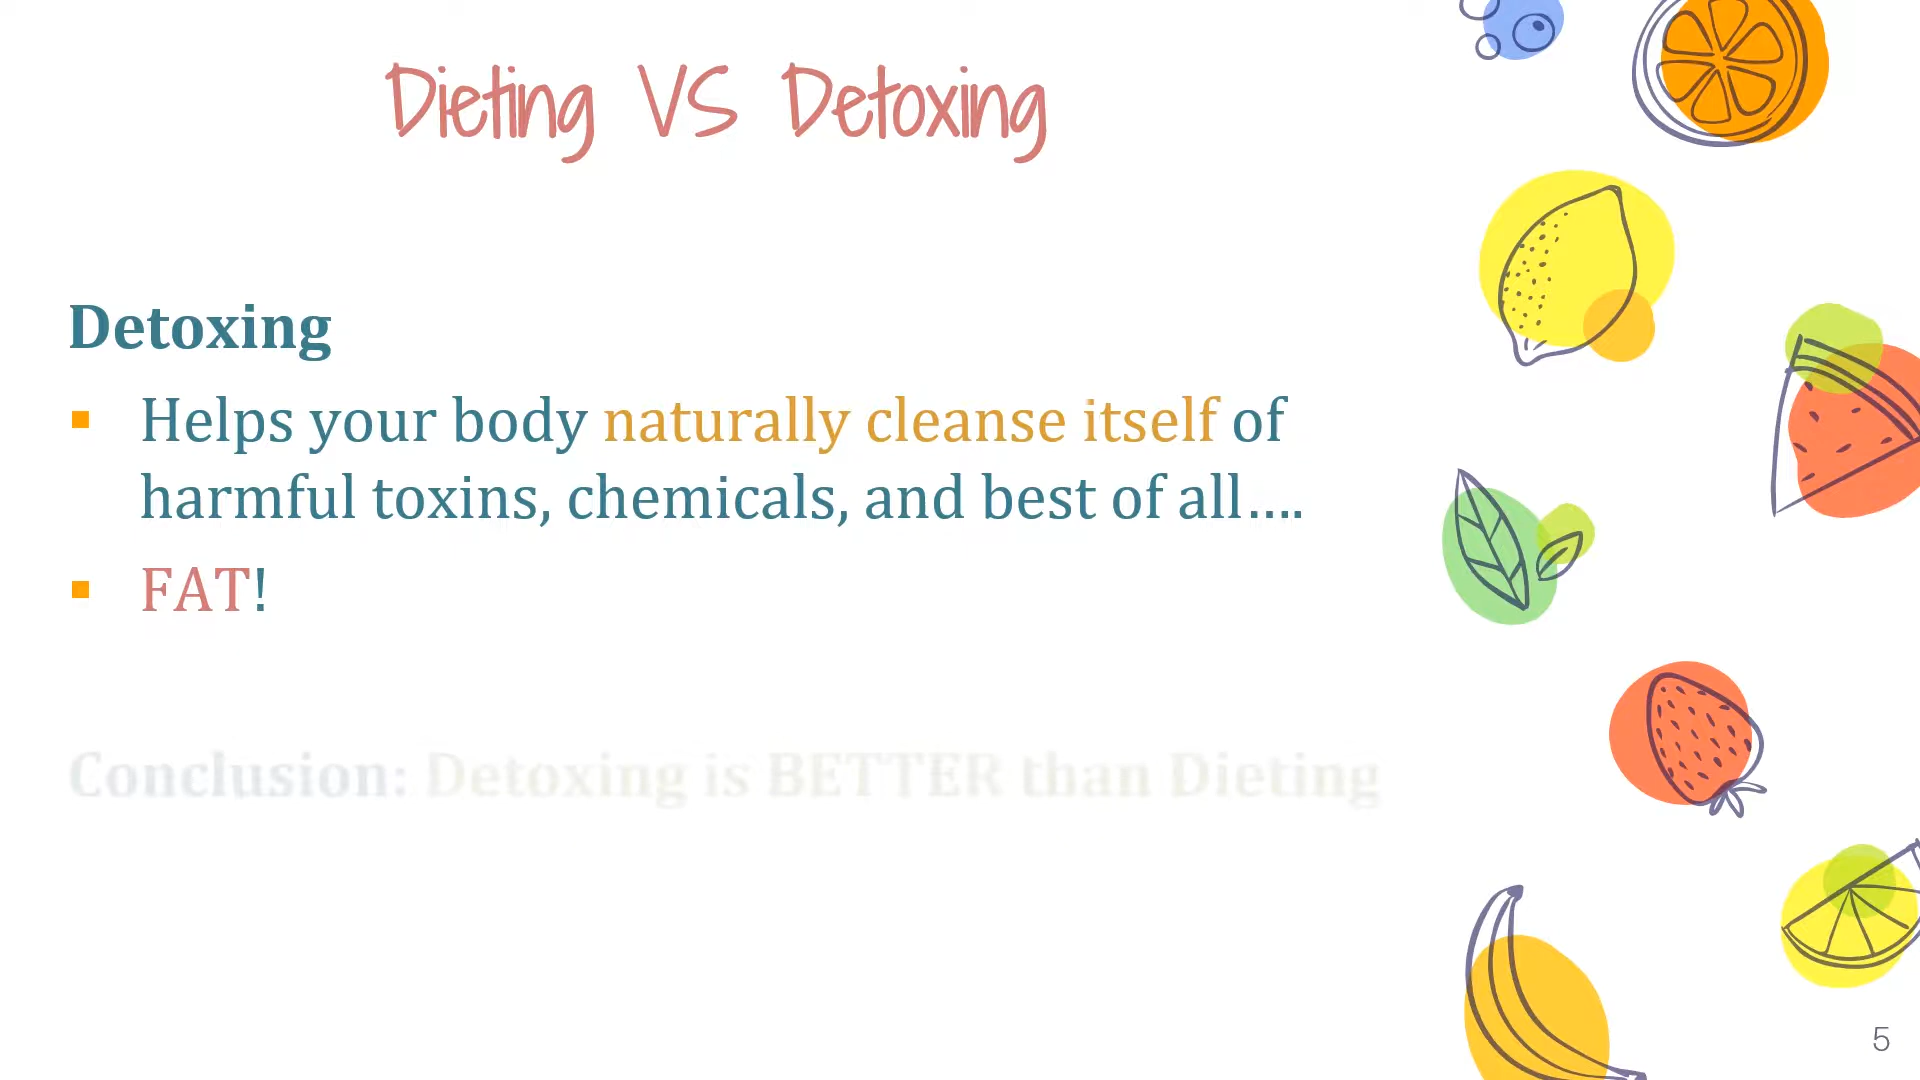 Dieting VS Detoxing
Detoxing
▪ Helps your body naturally cleanse itself of
harmful toxins, chemicals, and best of all....
▪ FAT!
Conclusion: Detoxing is BETTER than Dieting
5